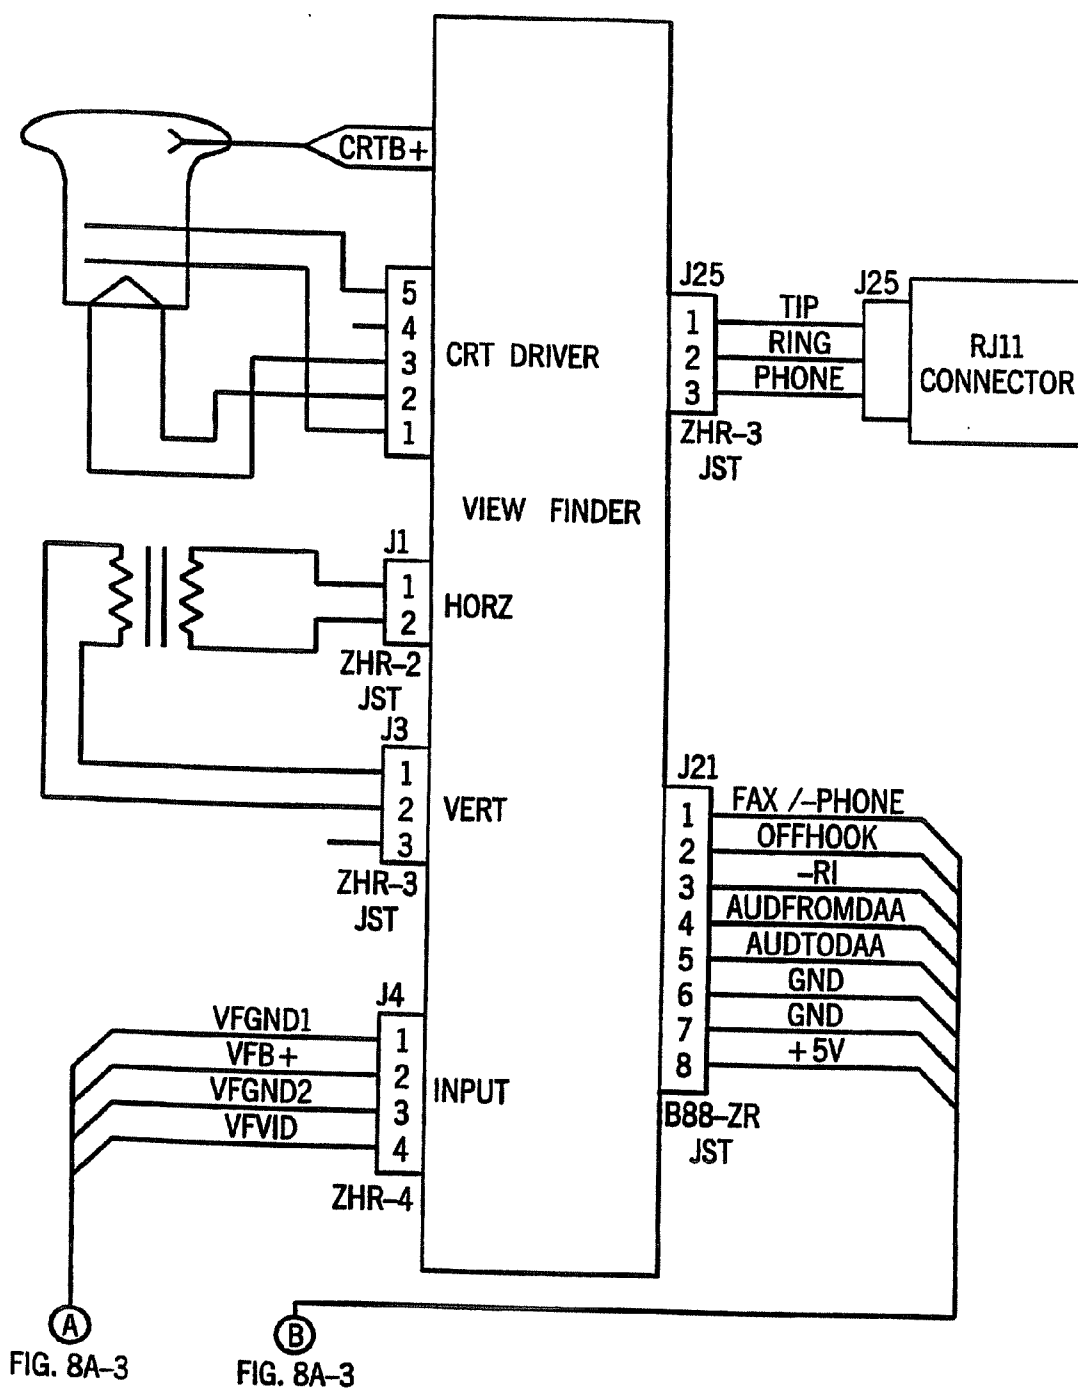 CRTB+
5
4
3
2
1
CRT DRIVER
J25
1
2
3
TIP
RING
PHONE
J25
RJ11
CONNECTOR
ZHR-3
JST
VIEW FINDER
J1
1
2
HORZ
ZHR-2
JST
J3
1
2
3
VERT
ZHR-3
JST
J21
1
2
3
4
5
6
7
8
FAX /-PHONE
OFFHOOK
-RI
AUDFROMDAA
AUDTODAA
GND
GND
+5V
B88-ZR
JST
J4
VFGND1
VFB+
VFGND2
VFVID
1
2
3
4
INPUT
ZHR-4
A
FIG. 8A-3
B
FIG. 8A-3